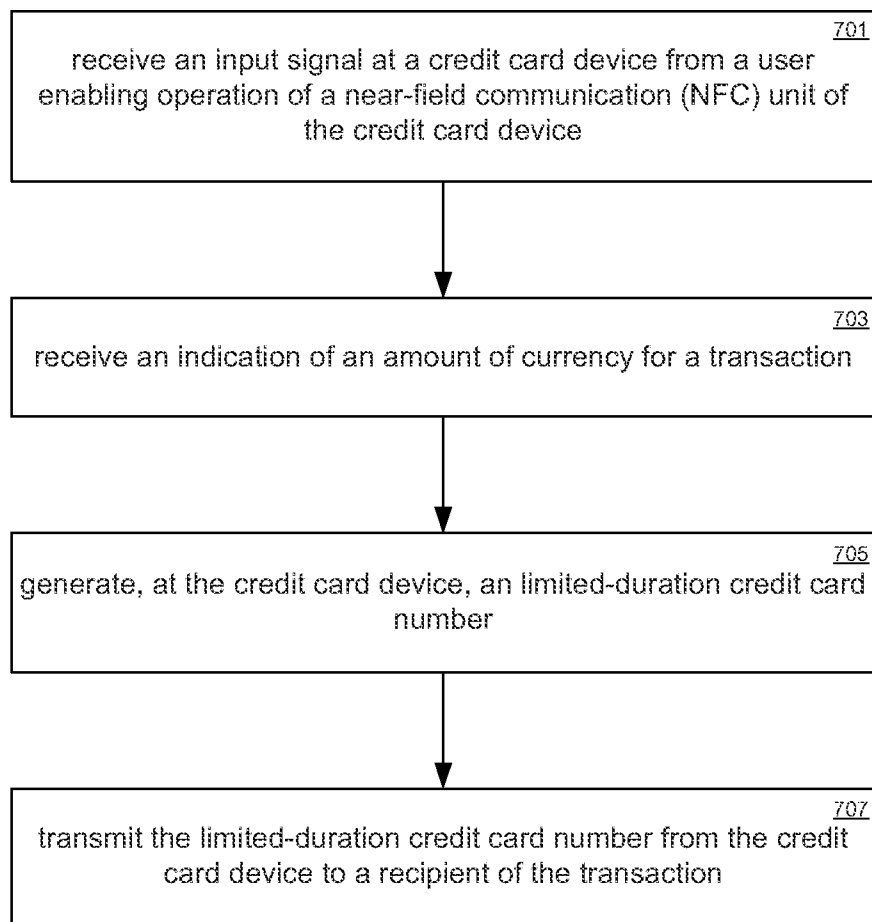 701
receive an input signal at a credit card device from a user
enabling operation of a near-field communication (NFC) unit of
the credit card device
703
receive an indication of an amount of currency for a transaction
705
generate, at the credit card device, an limited-duration credit card
number
707
transmit the limited-duration credit card number from the credit
card device to a recipient of the transaction